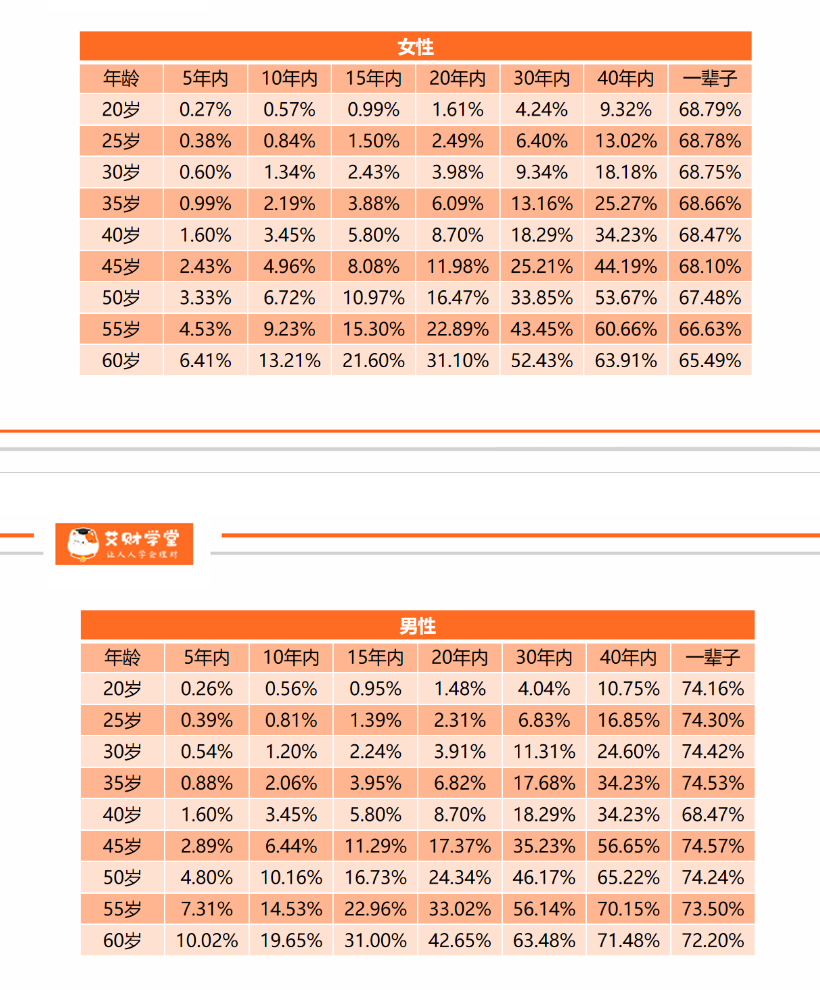 女性
年龄 5年内 10年内 15年内 20年内 30年内 40年内 一辈子
20岁 0.27% 0.57% 0.99% 1.61% 4.24% 9.32% 68.79%
25岁 0.38% 0.84% 1.50% 2.49% 6.40% 13.02% 68.78%
30岁 0.60% 1.34% 2.43% 3.98% 9.34% 18.18% 68.75%
35岁 0.99% 2.19% 3.88% 6.09% 13.16% 25.27% 68.66%
40岁 1.60% 3.45% 5.80% 8.70% 18.29% 34.23% 68.47%
45岁 2.43% 4.96% 8.08% 11.98% 25.21% 44.19% 68.10%
50岁 3.33% 6.72% 10.97% 16.47% 33.85% 53.67% 67.48%
55岁 4.53% 9.23% 15.30% 22.89% 43.45% 60.66% 66.63%
60岁 6.41% 13.21% 21.60% 31.10% 52.43% 63.91% 65.49%
艾财学堂
让人人学会理财
男性
年龄 5年内 10年内 15年内 20年内 30年内 40年内 一辈子
20岁 0.26% 0.56% 0.95% 1.48% 4.04% 10.75% 74.16%
25岁 0.39% 0.81% 1.39% 2.31% 6.83% 16.85% 74.30%
30岁 0.54% 1.20% 2.24% 3.91% 11.31% 24.60% 74.42%
35岁 0.88% 2.06% 3.95% 6.82% 17.68% 34.23% 74.53%
40岁 1.60% 3.45% 5.80% 8.70% 18.29% 34.23% 68.47%
45岁 2.89% 6.44% 11.29% 17.37% 35.23% 56.65% 74.57%
50岁 4.80% 10.16% 16.73% 24.34% 46.17% 65.22% 74.24%
55岁 7.31% 14.53% 22.96% 33.02% 56.14% 70.15% 73.50%
60岁 10.02% 19.65% 31.00% 42.65% 63.48% 71.48% 72.20%